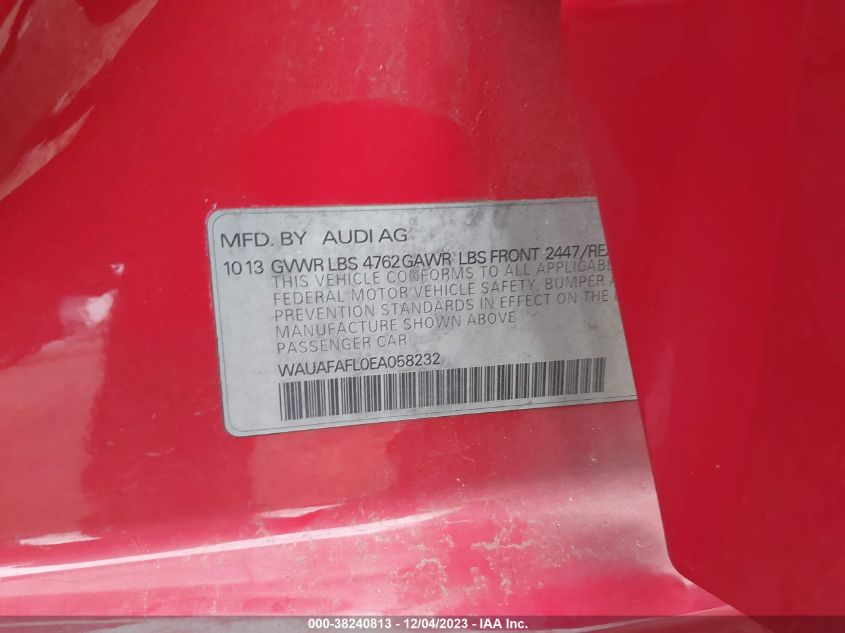 MFD. BY AUDI AG
10 13 GVWR LBS 4762 GAWR LBS FRONT 2447/REA
THIS VEHICLE CONFORMS TO ALL APPLICABL
FEDERAL MOTOR VEHICLE SAFETY, BUMPER A
PREVENTION STANDARDS IN EFFECT ON THE
MANUFACTURE SHOWN ABOVE
PASSENGER CAR
WAUAFAFL0EA058232
000-38240813 - 12/04/2023 - IAA Inc.